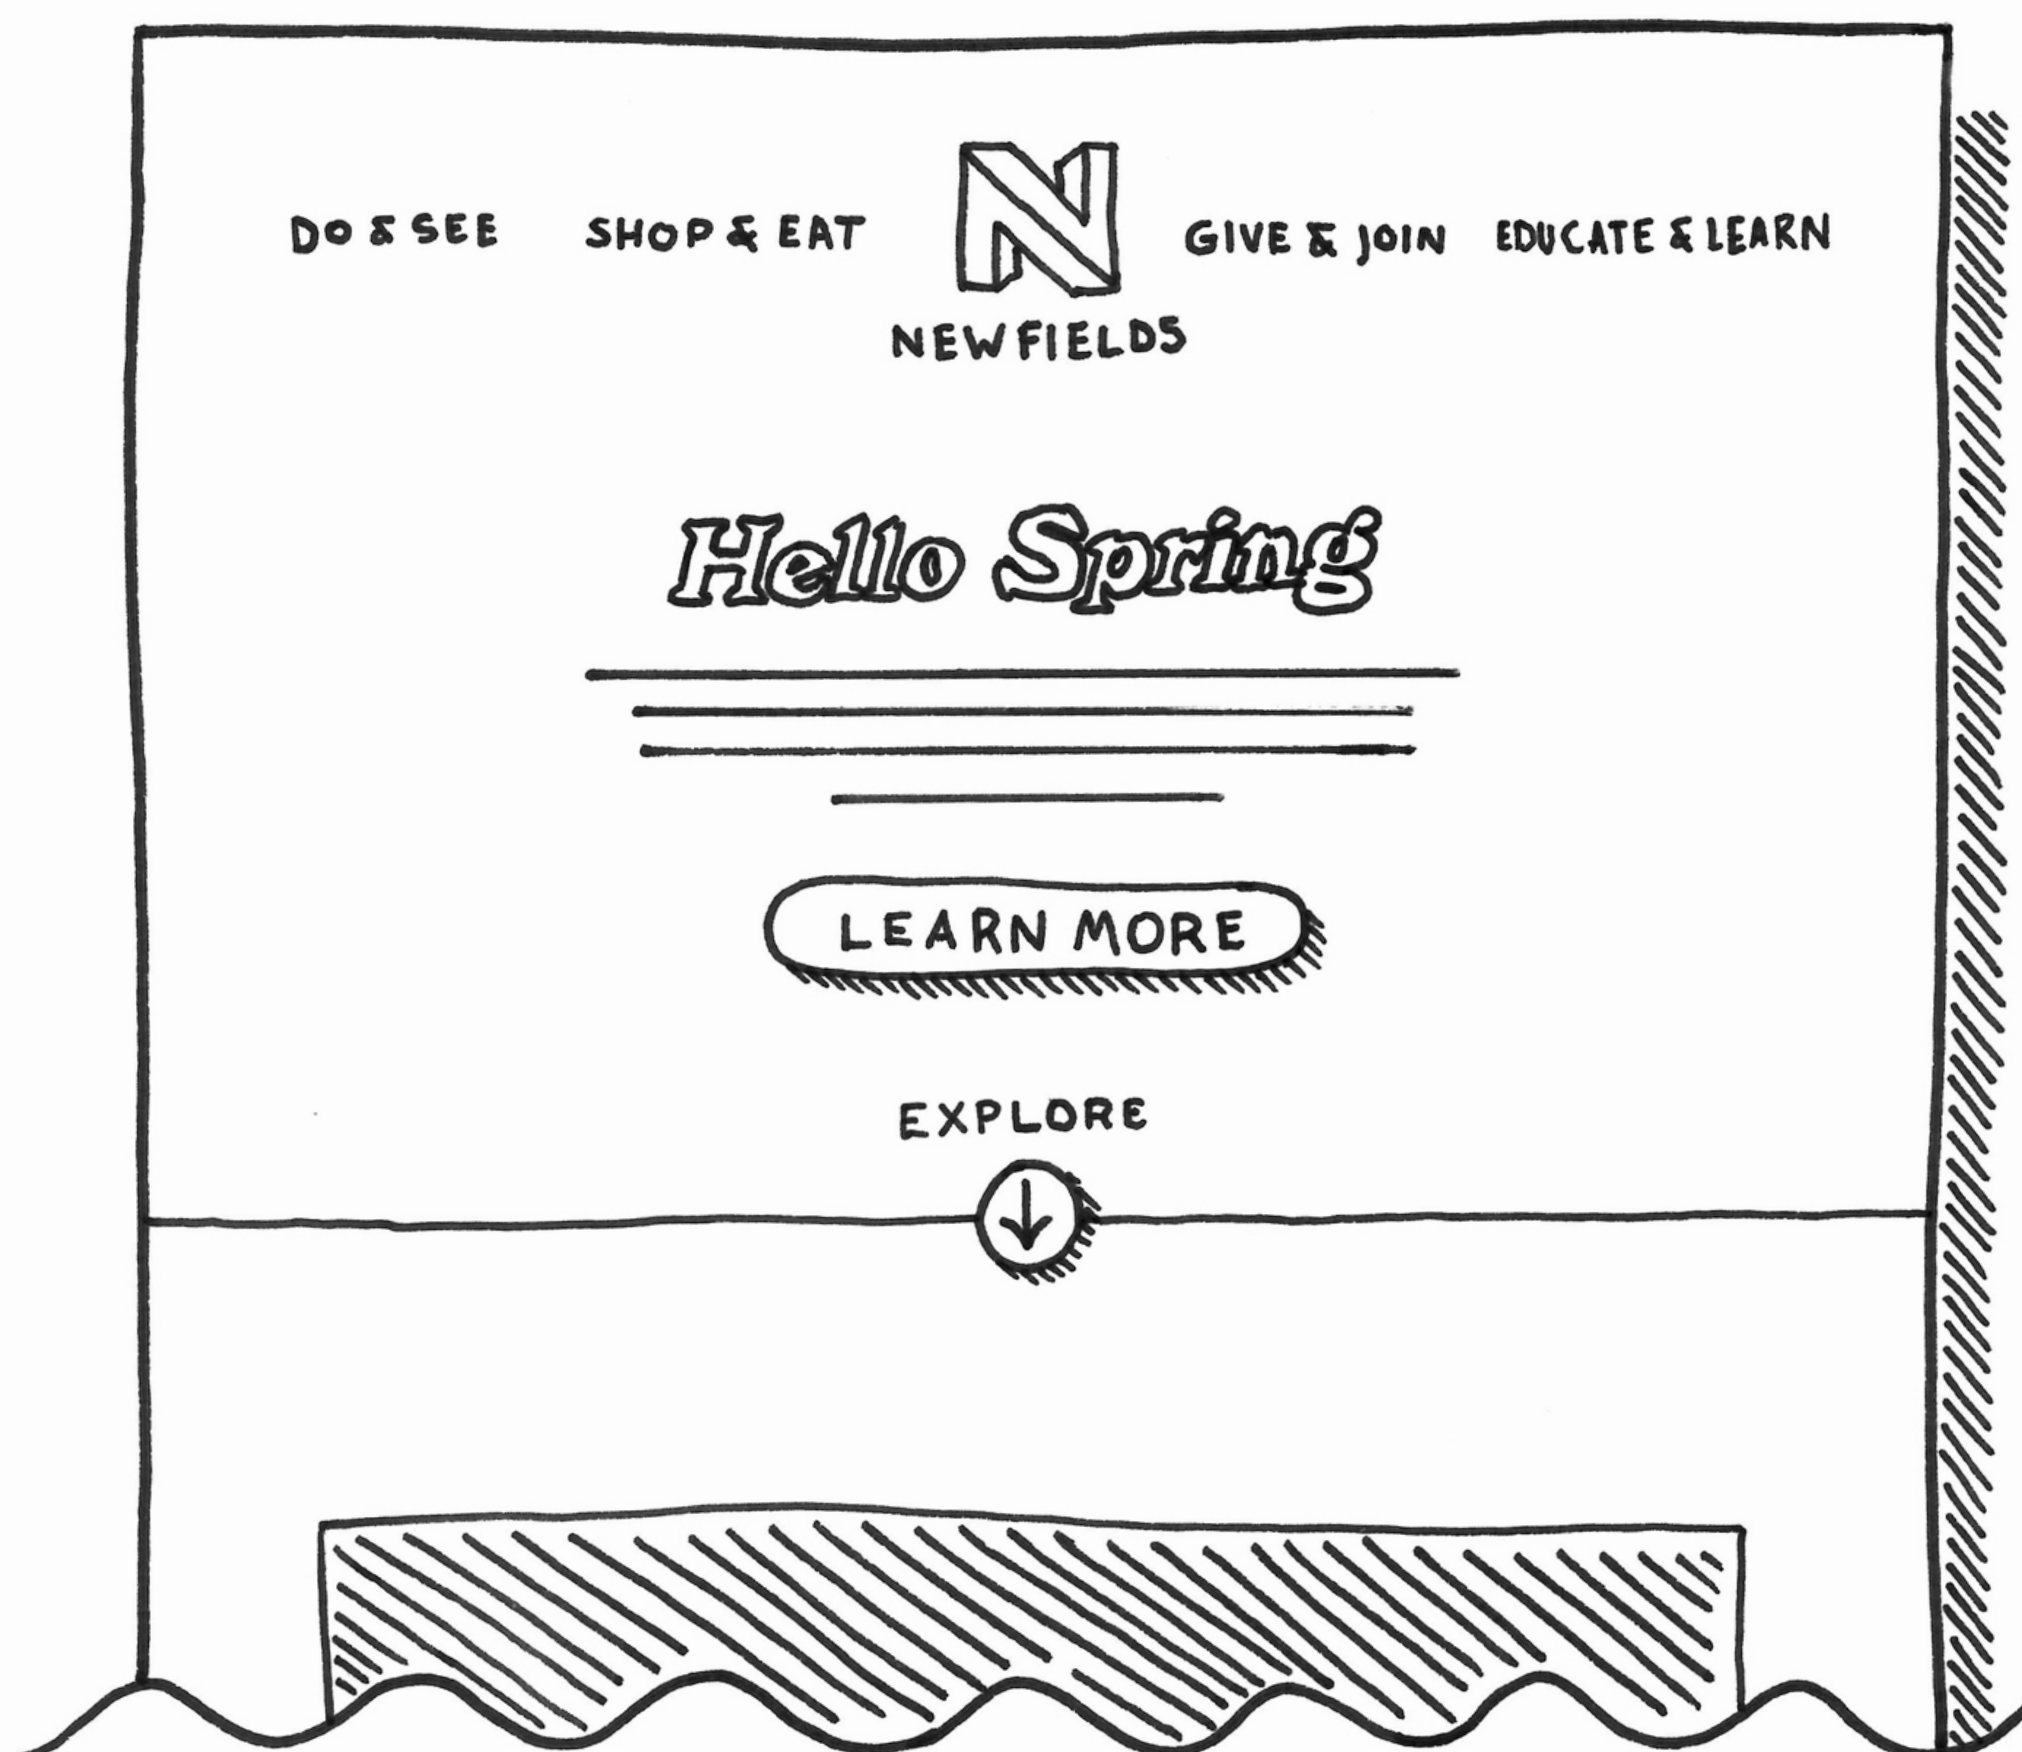 DO & SEE SHOP & EAT N GIVE & JOIN EDUCATE & LEARN
NEWFIELDS
Hello Spring
LEARN MORE
EXPLORE